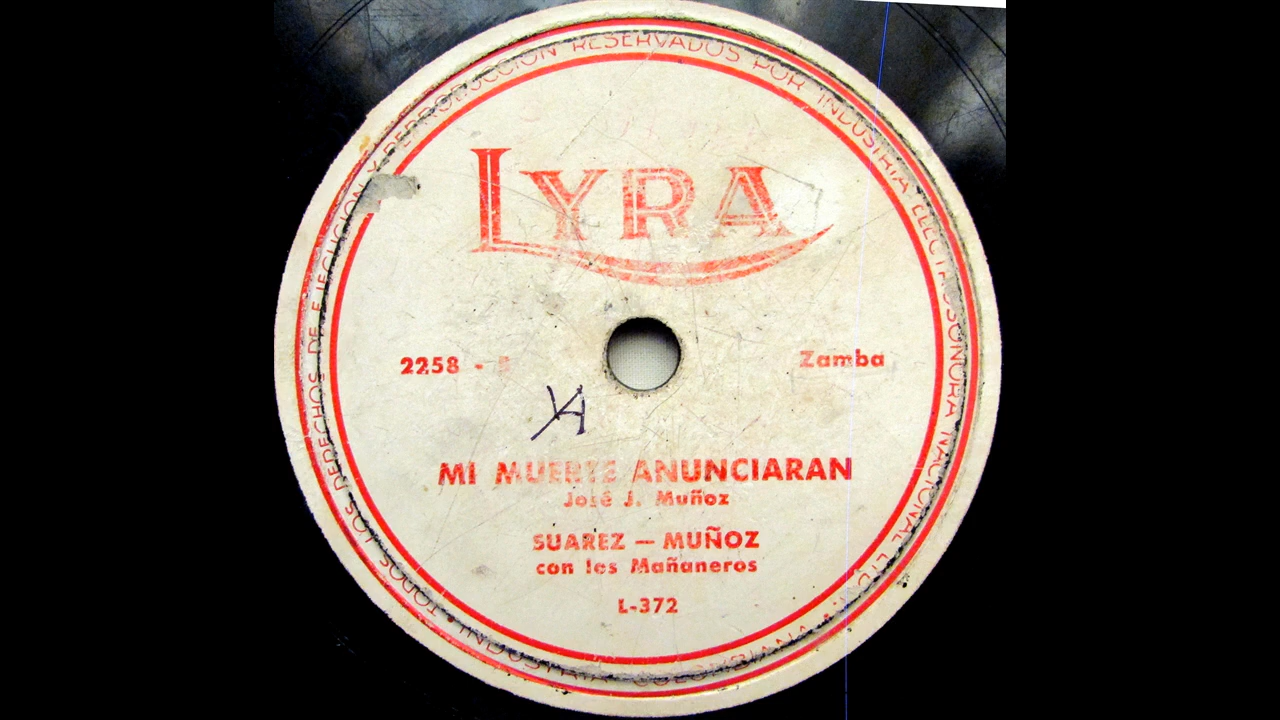 TODOS LOS DERECHOS DE EJECUCION Y REPRODUCCION RESERVADOS POR INDUSTRIA ELECTROSONORA NACIONAL
INDUSTRIA COLOMBIANA
LYRA
2258 -
Zamba
MI MUERTE ANUNCIARAN
José J. Muñoz
SUAREZ — MUÑOZ
con los Mañaneros
L-372